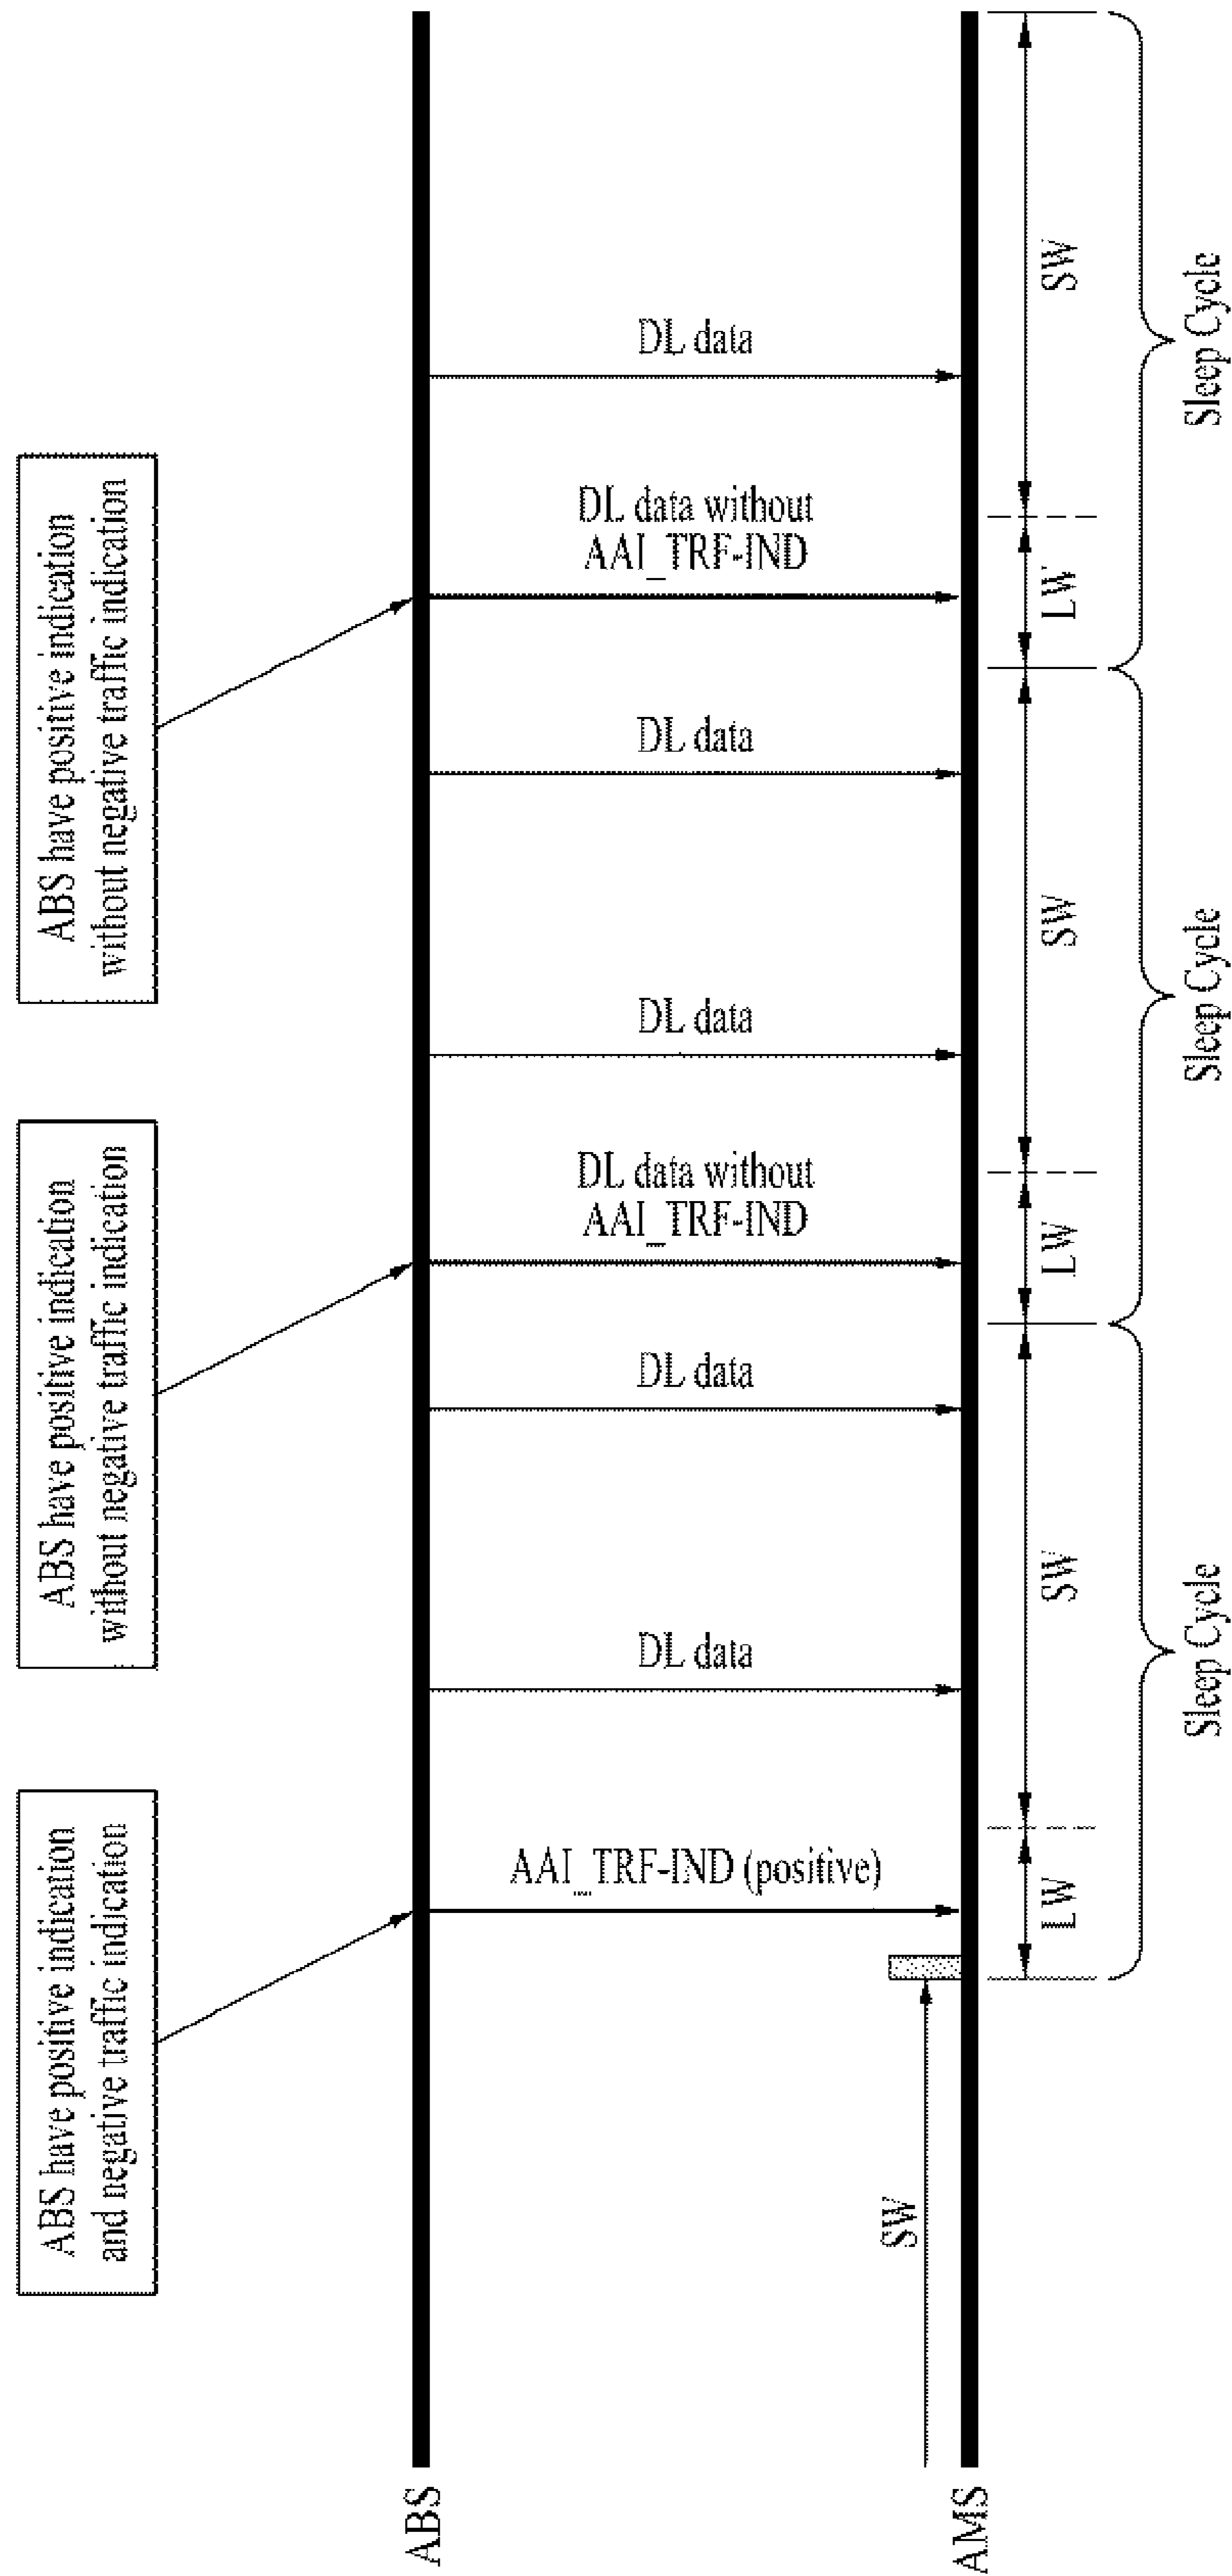 ABS have positive indication
and negative traffic indication
ABS have positive indication
without negative traffic indication
ABS have positive indication
without negative traffic indication
ABS
AAI_TRF-IND (positive)
DL data
DL data
DL data without
AAI_TRF-IND
DL data
DL data
DL data without
AAI_TRF-IND
DL data
SW
AMS
LW
SW
LW
SW
LW
SW
Sleep Cycle
Sleep Cycle
Sleep Cycle